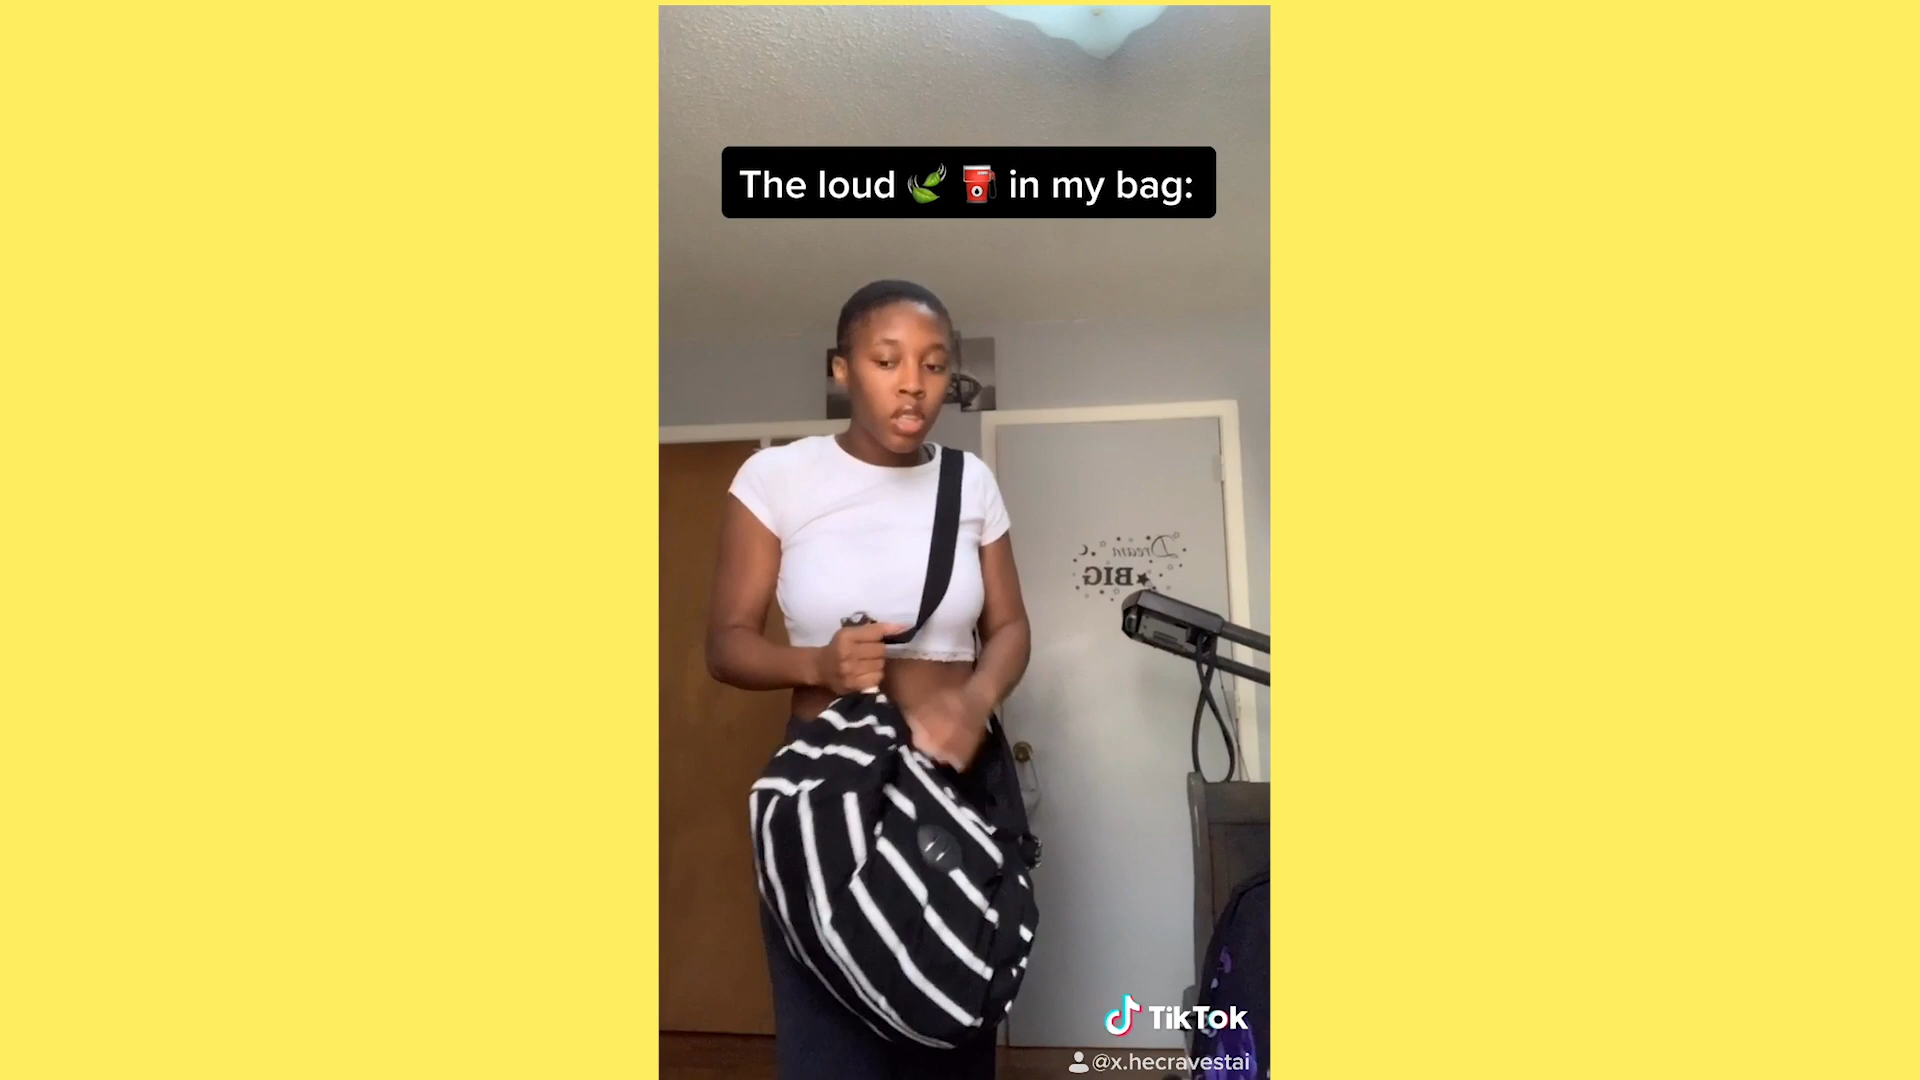 The loud 🍃 ⛽ in my bag:
Dream
BIG
TikTok
@x.hecravestai